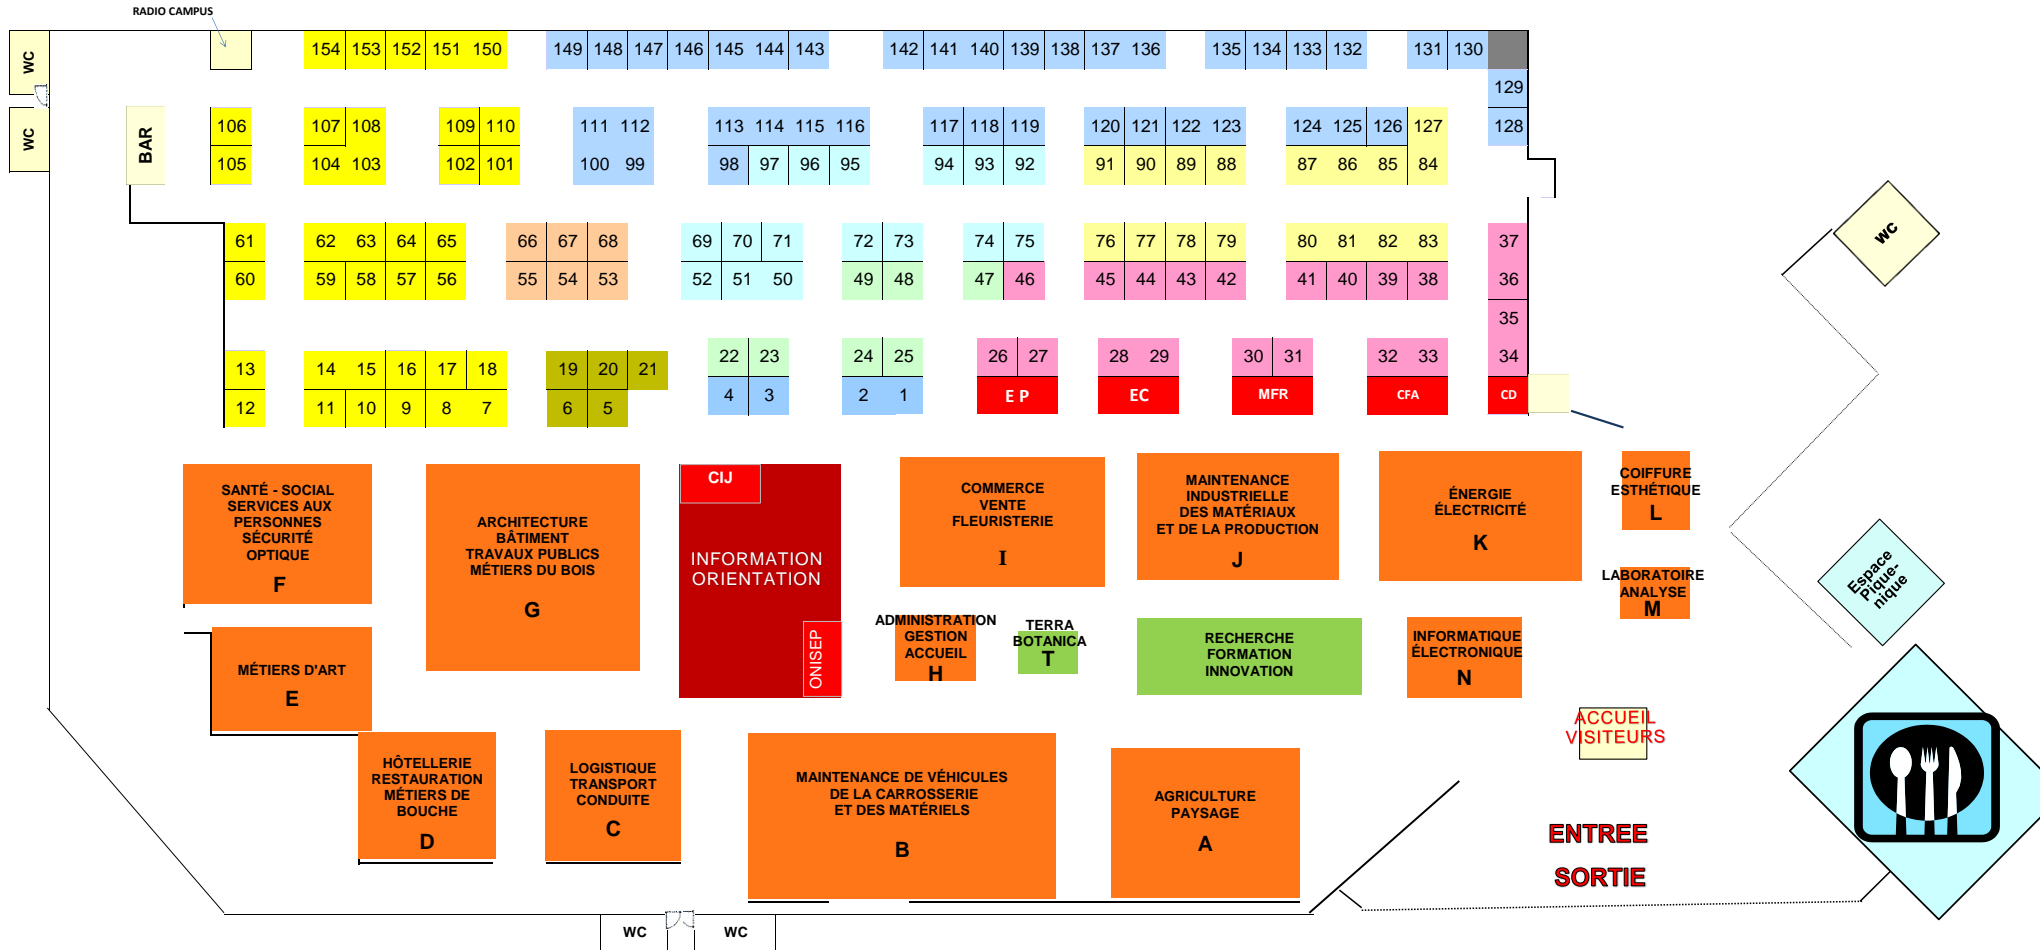 RADIO CAMPUS
WC
154 153 152 151 150 149 148 147 146 145 144 143 142 141 140 139 138 137 136 135 134 133 132 131 130
129
WC
BAR
106 107 108 109 110 111 112 113 114 115 116 117 118 119 120 121 122 123 124 125 126 127 128
105 104 103 102 101 100 99 98 97 96 95 94 93 92 91 90 89 88 87 86 85 84
61 62 63 64 65 66 67 68 69 70 71 72 73 74 75 76 77 78 79 80 81 82 83 37
wc
60 59 58 57 56 55 54 53 52 51 50 49 48 47 46 45 44 43 42 41 40 39 38 36
35
22 23 24 25 26 27 28 29 30 31 32 33 34
13 14 15 16 17 18 19 20 21
4 3 2 1 E P EC MFR CFA CD
12 11 10 9 8 7 6 5
SANTÉ - SOCIAL
SERVICES AUX
PERSONNES
SÉCURITÉ
OPTIQUE
F
ARCHITECTURE
BÂTIMENT
TRAVAUX PUBLICS
MÉTIERS DU BOIS
G
CIJ
INFORMATION
ORIENTATION
ONISEP
COMMERCE
VENTE
FLEURISTERIE
I
MAINTENANCE
INDUSTRIELLE
DES MATÉRIAUX
ET DE LA PRODUCTION
J
ÉNERGIE
ÉLECTRICITÉ
K
COIFFURE
ESTHÉTIQUE
L
LABORATOIRE
ANALYSE
M
Espace
Pique-
nique
MÉTIERS D'ART
E
ADMINISTRATION
GESTION
ACCUEIL
H
TERRA
BOTANICA
T
RECHERCHE
FORMATION
INNOVATION
INFORMATIQUE
ÉLECTRONIQUE
N
ACCUEIL
VISITEURS
HÔTELLERIE
RESTAURATION
MÉTIERS DE
BOUCHE
D
LOGISTIQUE
TRANSPORT
CONDUITE
C
MAINTENANCE DE VÉHICULES
DE LA CARROSSERIE
ET DES MATÉRIELS
B
AGRICULTURE
PAYSAGE
A
ENTREE
SORTIE
WC
WC